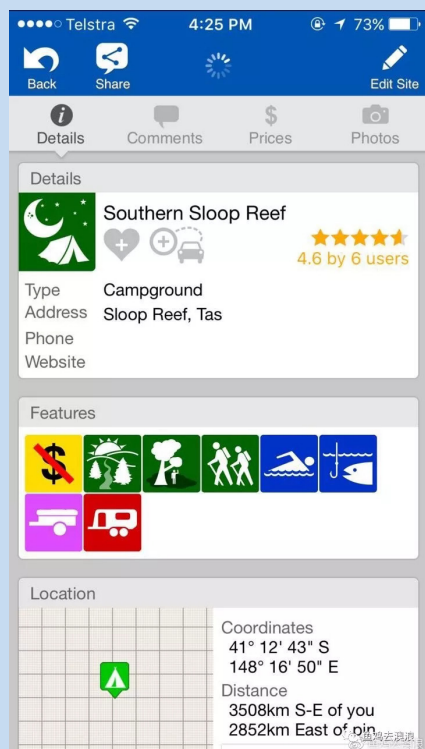 Telstra 4:25 PM 73%
Back Share Edit Site
Details Comments Prices Photos
Details
Southern Sloop Reef
4.6 by 6 users
Type Campground
Address Sloop Reef, Tas
Phone
Website
Features
$
Location
Coordinates
41° 12' 43" S
148° 16' 50" E
Distance
3508km S-E of you
2852km East of pin